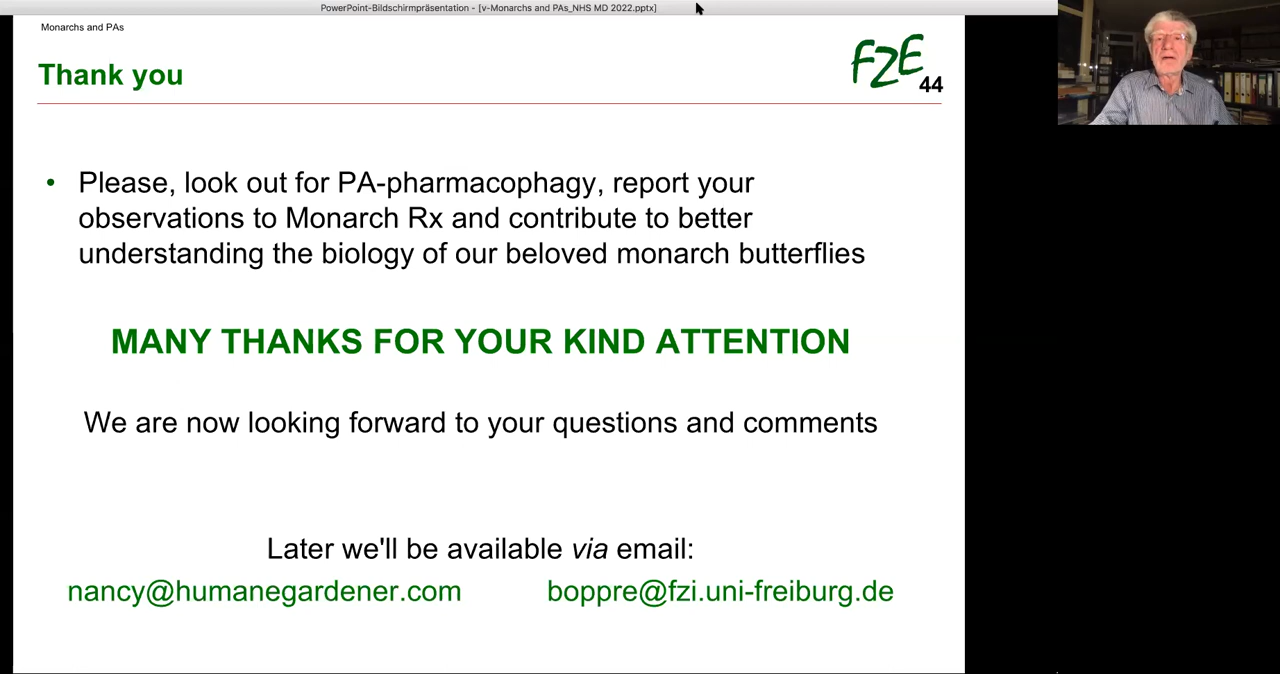 PowerPoint-Bildschirmpräsentation - [v-Monarchs and PAs_NHS MD 2022.pptx]
Monarchs and PAs
Thank you
FZE
44
• Please, look out for PA-pharmacophagy, report your
observations to Monarch Rx and contribute to better
understanding the biology of our beloved monarch butterflies
MANY THANKS FOR YOUR KIND ATTENTION
We are now looking forward to your questions and comments
Later we'll be available via email:
nancy@humanegardener.com boppre@fzi.uni-freiburg.de